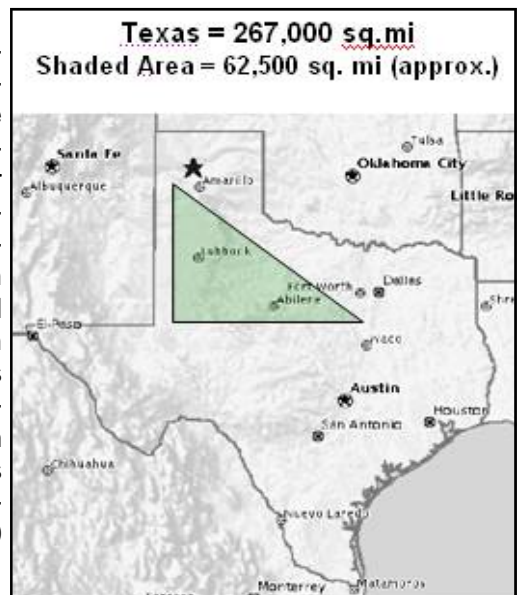 Texas = 267,000 sq.mi
Shaded Area = 62,500 sq. mi (approx.)
Tulsa
Santa Fe
Oklahoma City
Albuquerque
Amarillo
Little Ro
Lubbock
Fort Worth
Dallas
Abilene
Shre
El Paso
Waco
Austin
Houston
San Antonio
Chihuahua
Nuevo Laredo
Monterrey
Matamoros